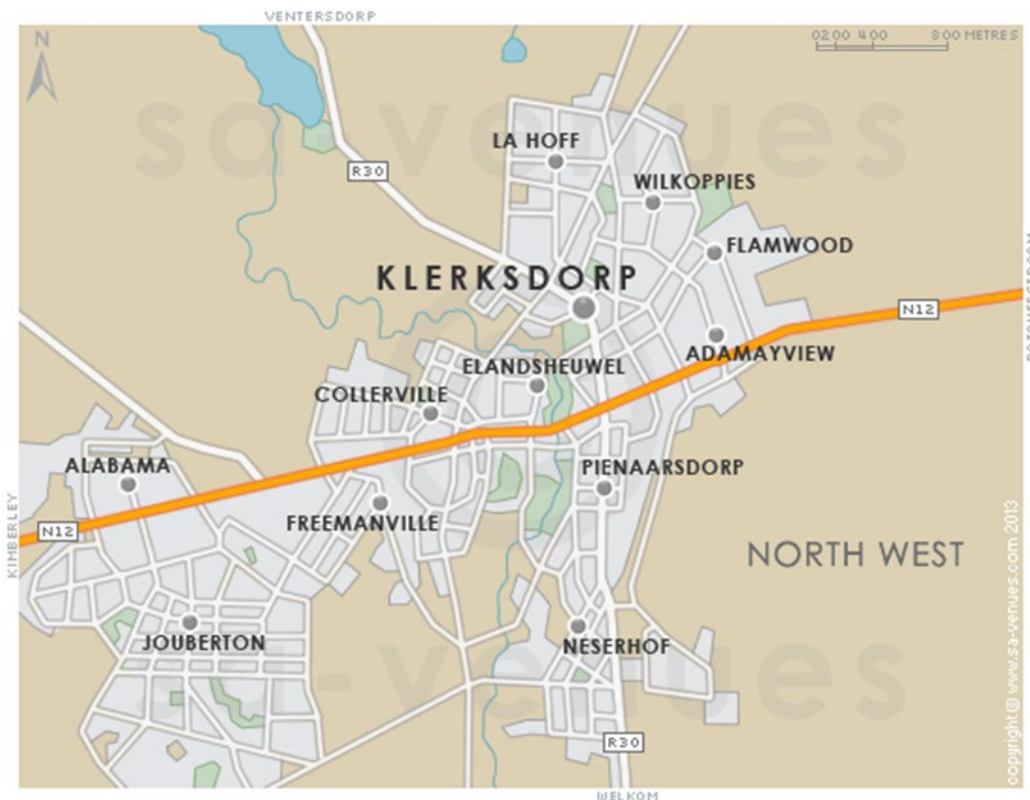 VENTERSDORP
N
0 200 400 800 METRES
sa-venues
LA HOFF
R30
WILKOPPIES
FLAMWOOD
KLERKSDORP
N12
POTCHEFSTROOM
ADAMAYVIEW
ELANDSHEUWEL
COLLERVILLE
ALABAMA
PIENAARSDORP
FREEMANVILLE
N12
KIMBERLEY
NORTH WEST
JOUBERTON
NESERHOF
sa-venues
R30
WELKOM
copyright @ www.sa-venues.com 2013